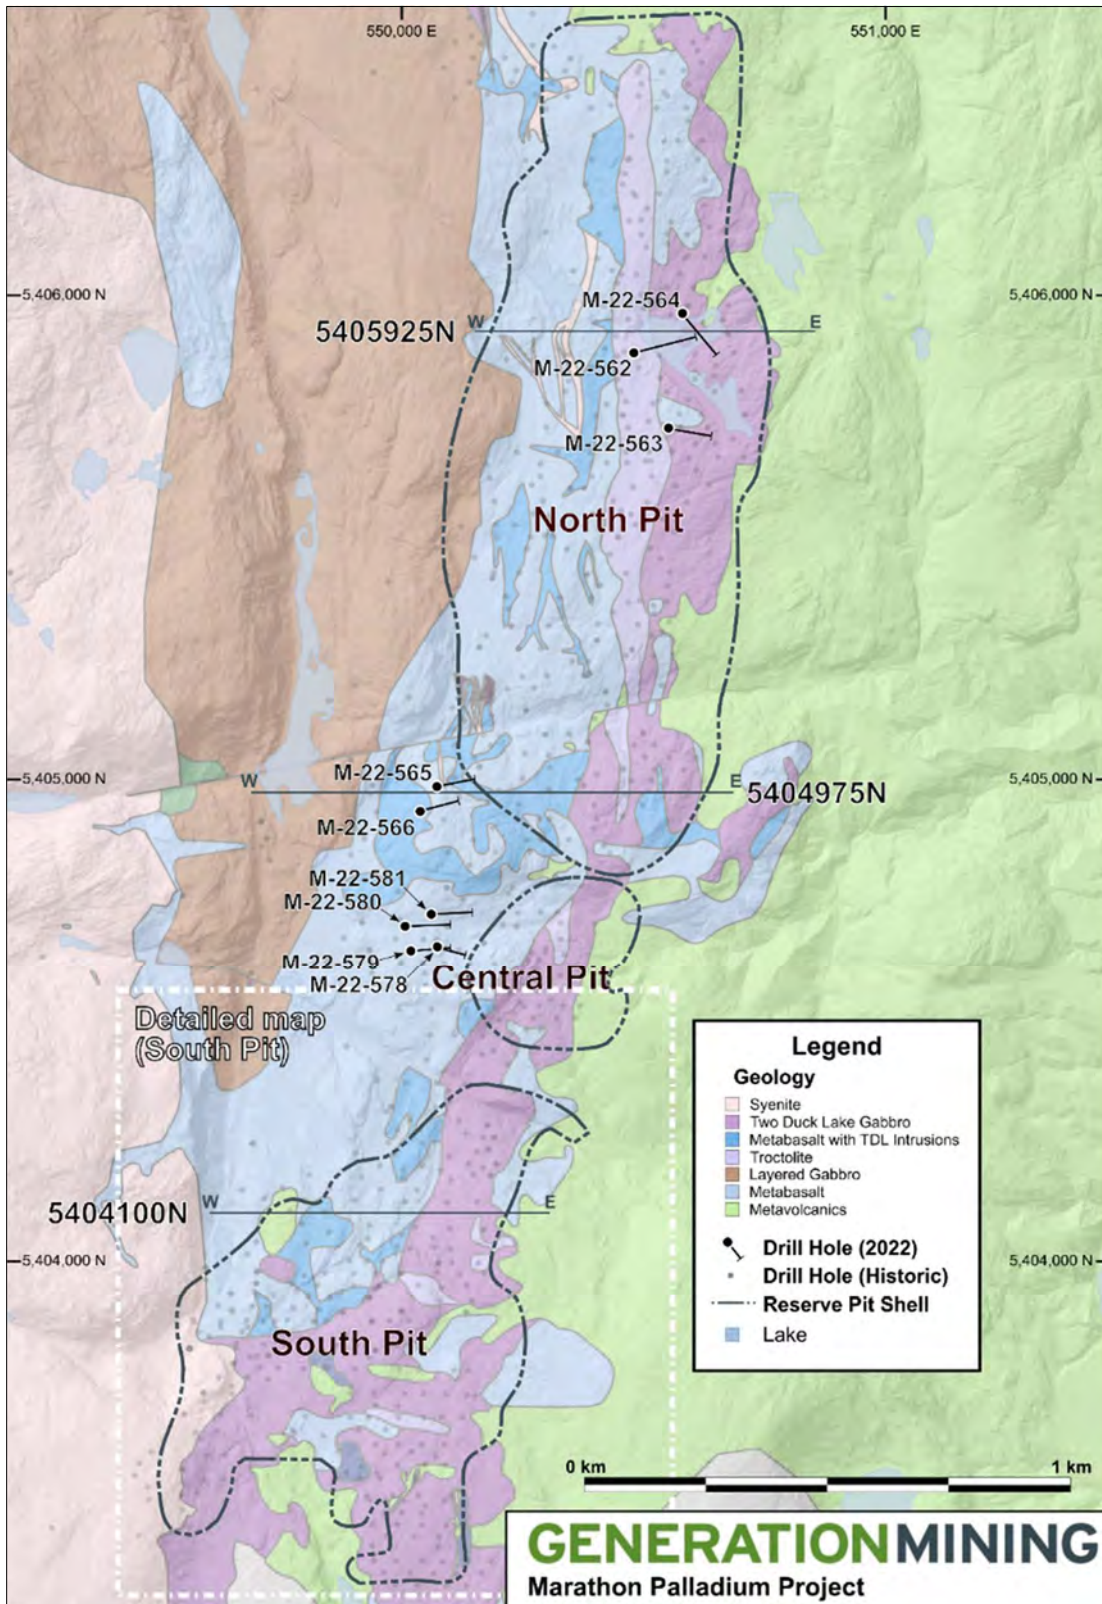 550,000 E
551,000 E
5,406,000 N
5,406,000 N
M-22-564
5405925N
W
E
M-22-562
M-22-563
North Pit
5,405,000 N
5,405,000 N
M-22-565
W
E
5404975N
M-22-566
M-22-581
M-22-580
M-22-579
M-22-578
Central Pit
Detailed map
(South Pit)
5404100N
W
E
5,404,000 N
5,404,000 N
South Pit
Legend
Geology
Syenite
Two Duck Lake Gabbro
Metabasalt with TDL Intrusions
Troctolite
Layered Gabbro
Metabasalt
Metavolcanics
Drill Hole (2022)
Drill Hole (Historic)
Reserve Pit Shell
Lake
0 km
1 km
GENERATIONMINING
Marathon Palladium Project